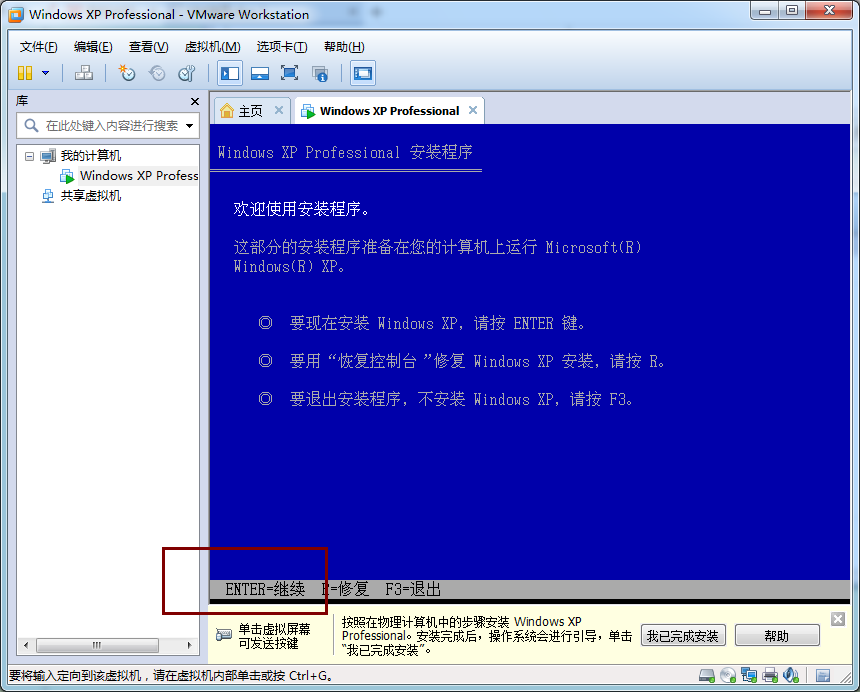 Windows XP Professional - VMware Workstation
文件(F) 编辑(E) 查看(V) 虚拟机(M) 选项卡(T) 帮助(H)
库
在此处键入内容进行搜索
我的计算机
Windows XP Profess
共享虚拟机
主页
Windows XP Professional
Windows XP Professional 安装程序
欢迎使用安装程序。
这部分的安装程序准备在您的计算机上运行 Microsoft(R)
Windows(R) XP。
◎ 要现在安装 Windows XP，请按 ENTER 键。
◎ 要用“恢复控制台 ”修复 Windows XP 安装，请按 R。
◎ 要退出安装程序，不安装 Windows XP，请按 F3。
ENTER=继续 R=修复 F3=退出
单击虚拟屏幕
可发送按键
按照在物理计算机中的步骤安装 Windows XP
Professional。安装完成后，操作系统会进行引导，单击
“我已完成安装”。
我已完成安装
帮助
要将输入定向到该虚拟机，请在虚拟机内部单击或按 Ctrl+G。